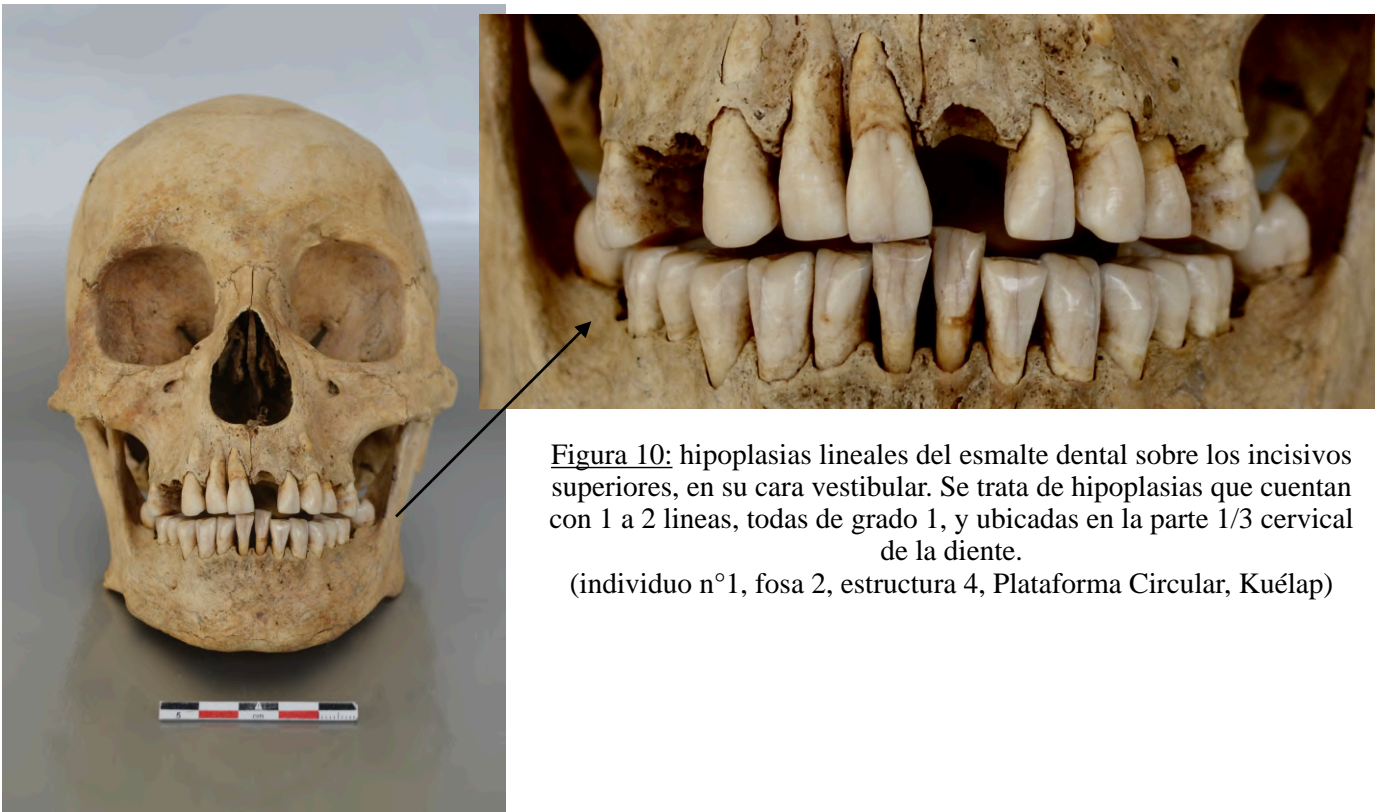 Figura 10: hipoplasias lineales del esmalte dental sobre los incisivos
superiores, en su cara vestibular. Se trata de hipoplasias que cuentan
con 1 a 2 lineas, todas de grado 1, y ubicadas en la parte 1/3 cervical
de la diente.
(individuo n°1, fosa 2, estructura 4, Plataforma Circular, Kuélap)
5 cm